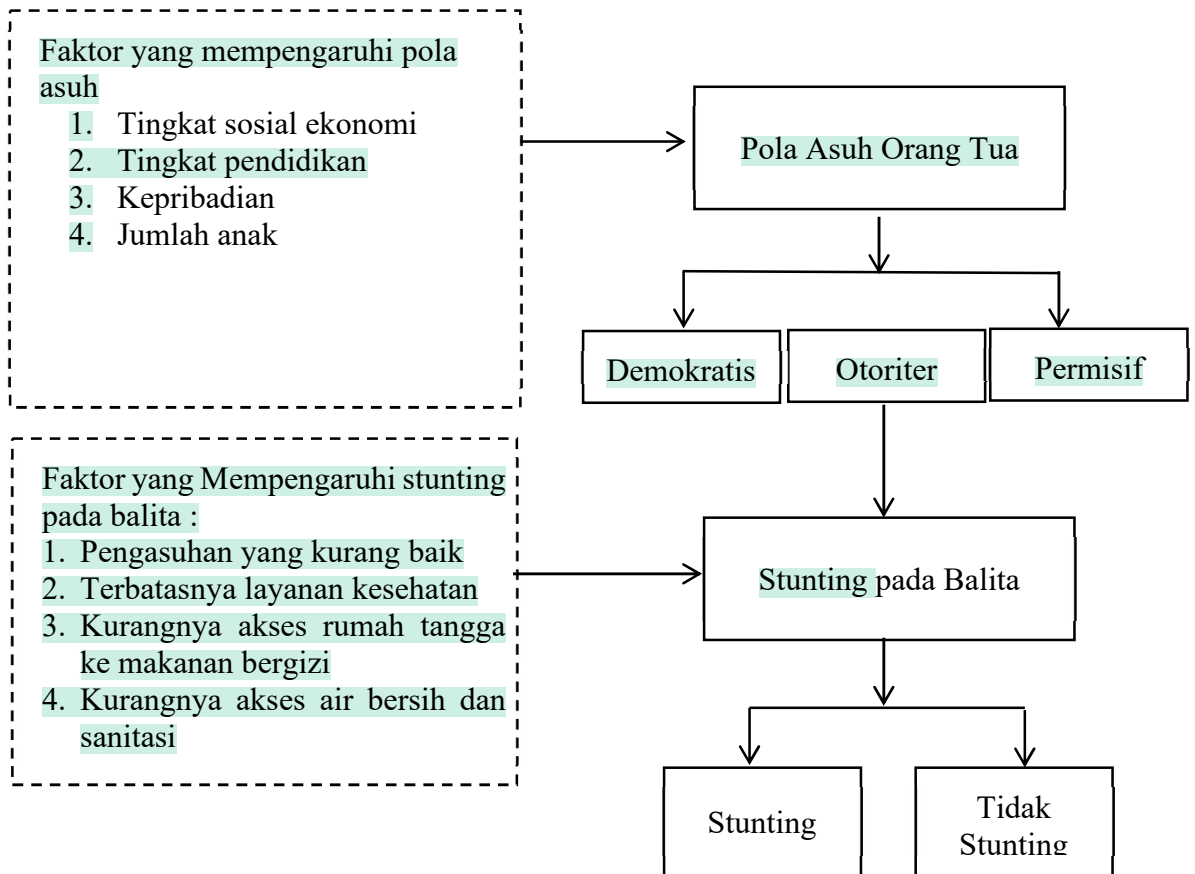 Faktor yang mempengaruhi pola
asuh
1. Tingkat sosial ekonomi
2. Tingkat pendidikan
3. Kepribadian
4. Jumlah anak
Pola Asuh Orang Tua
Demokratis
Otoriter
Permisif
Faktor yang Mempengaruhi stunting
pada balita :
1. Pengasuhan yang kurang baik
2. Terbatasnya layanan kesehatan
3. Kurangnya akses rumah tangga
ke makanan bergizi
4. Kurangnya akses air bersih dan
sanitasi
Stunting pada Balita
Stunting
Tidak
Stunting